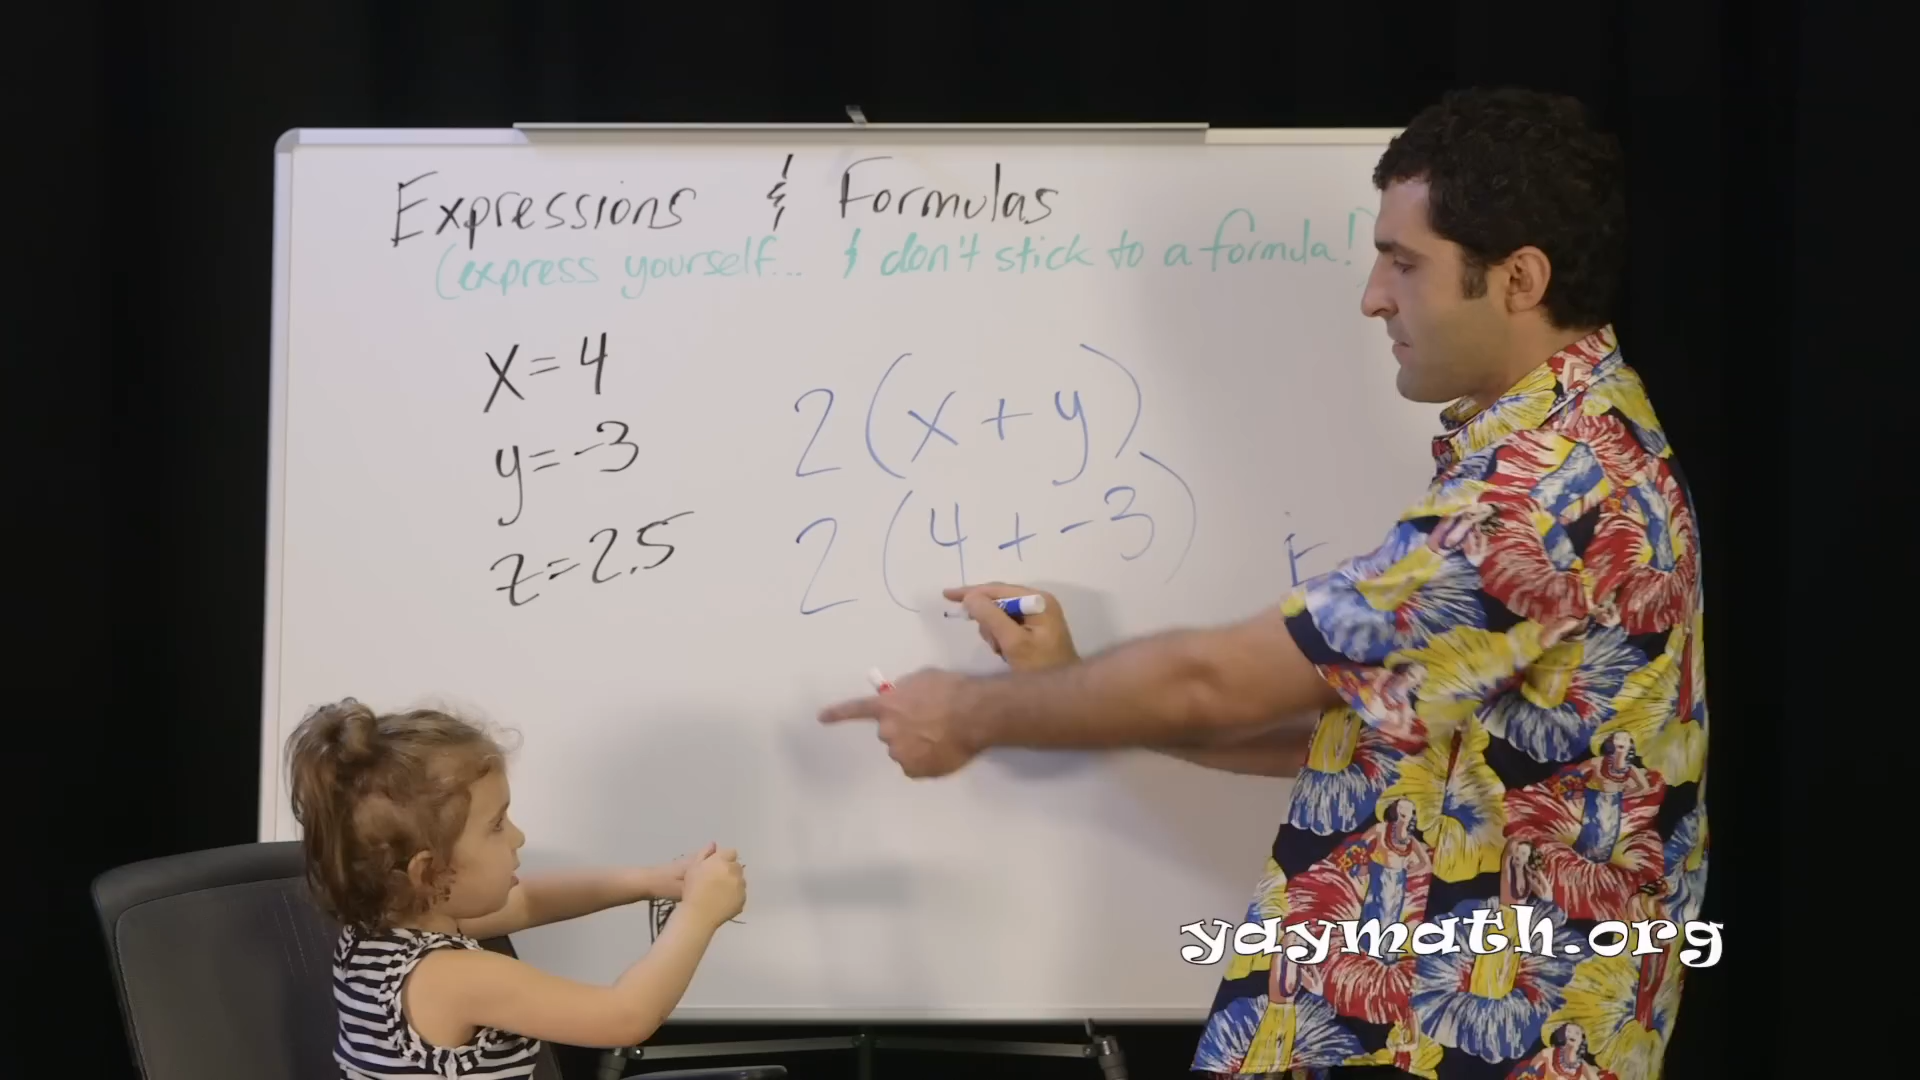 Expressions & Formulas
(express yourself... & don't stick to a formula!)
x=4
y=-3
z=2.5
2(x+y)
2(4+-3)
yaymath.org